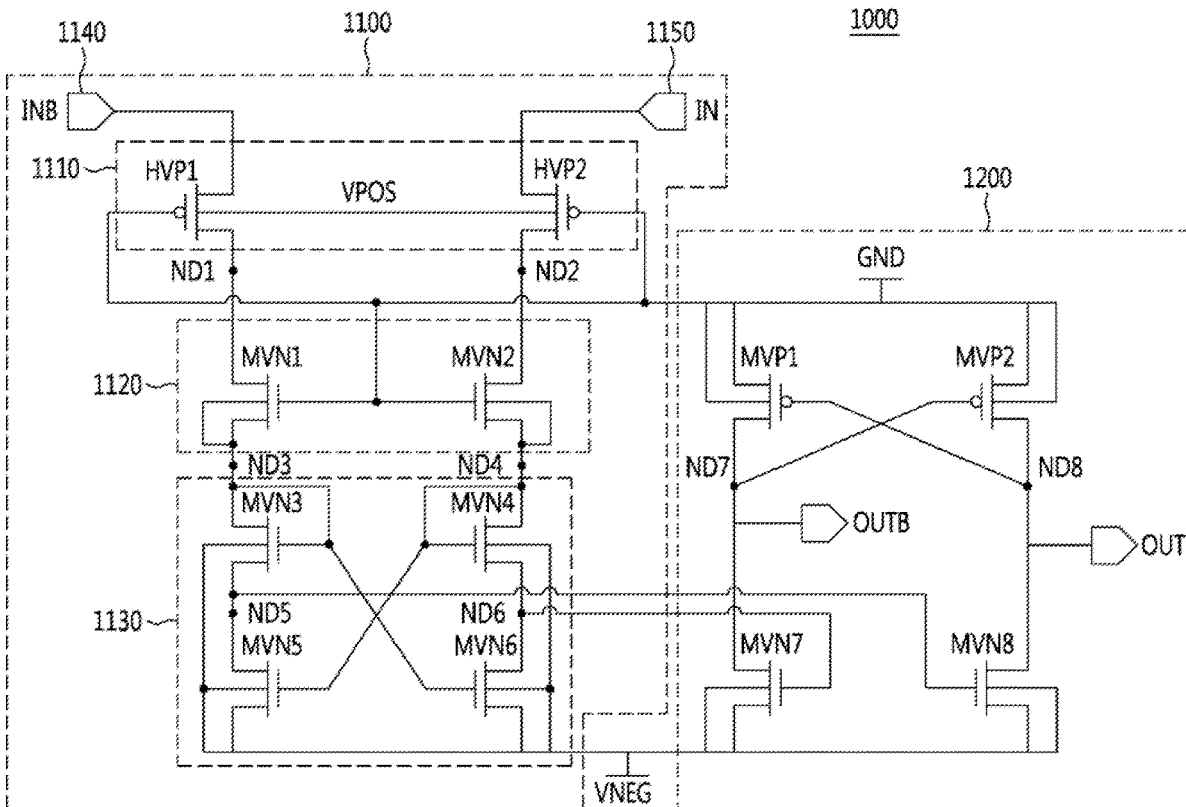 1140
1100
1150
1000
INB
IN
1110
HVP1
HVP2
VPOS
1200
ND1
ND2
GND
MVN1
MVN2
MVP1
MVP2
1120
ND3
ND4
ND7
ND8
MVN3
MVN4
OUTB
OUT
ND5
ND6
1130
MVN5
MVN6
MVN7
MVN8
VNEG